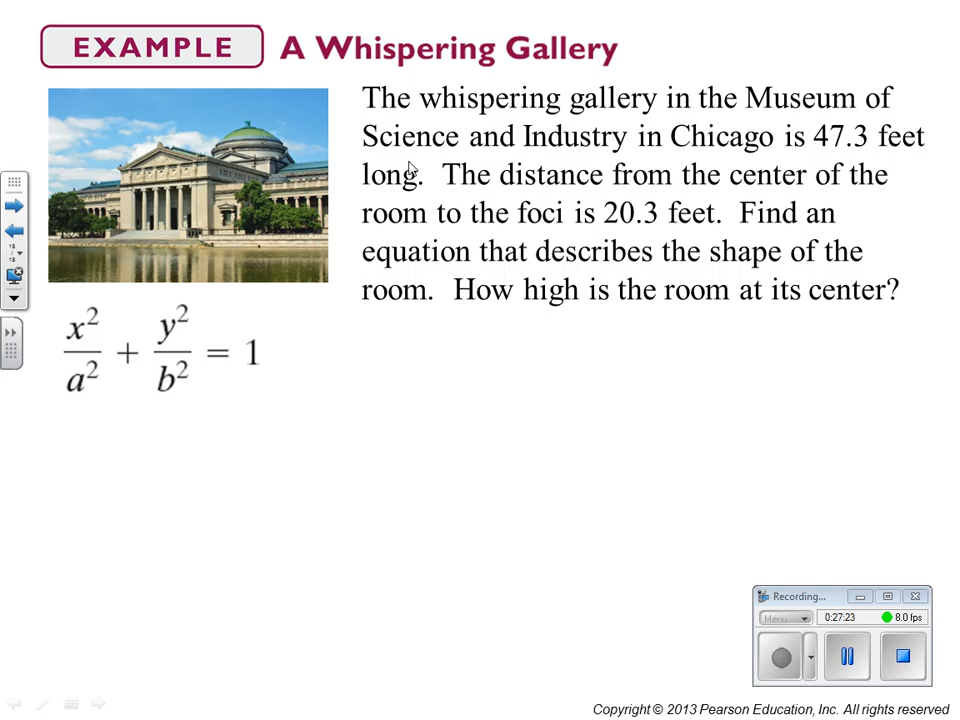 EXAMPLE A Whispering Gallery
The whispering gallery in the Museum of
Science and Industry in Chicago is 47.3 feet
long. The distance from the center of the
room to the foci is 20.3 feet. Find an
equation that describes the shape of the
room. How high is the room at its center?
x²/a² + y²/b² = 1
18
/
18
Recording...
Menu
0:27:23
8.0 fps
Copyright © 2013 Pearson Education, Inc. All rights reserved